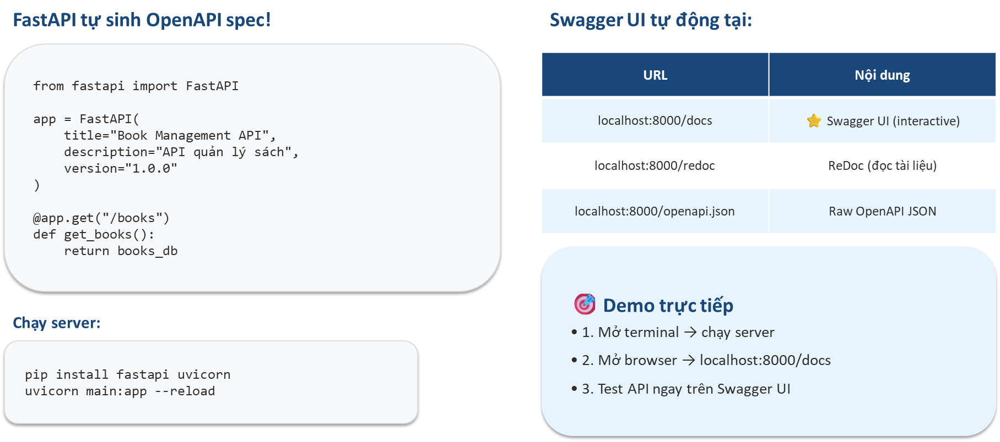 FastAPI tự sinh OpenAPI spec!
from fastapi import FastAPI
app = FastAPI(
    title="Book Management API",
    description="API quản lý sách",
    version="1.0.0"
)
@app.get("/books")
def get_books():
    return books_db
Chạy server:
pip install fastapi uvicorn
uvicorn main:app --reload
Swagger UI tự động tại:
URL Nội dung
localhost:8000/docs ⭐ Swagger UI (interactive)
localhost:8000/redoc ReDoc (đọc tài liệu)
localhost:8000/openapi.json Raw OpenAPI JSON
🎯 Demo trực tiếp
• 1. Mở terminal → chạy server
• 2. Mở browser → localhost:8000/docs
• 3. Test API ngay trên Swagger UI